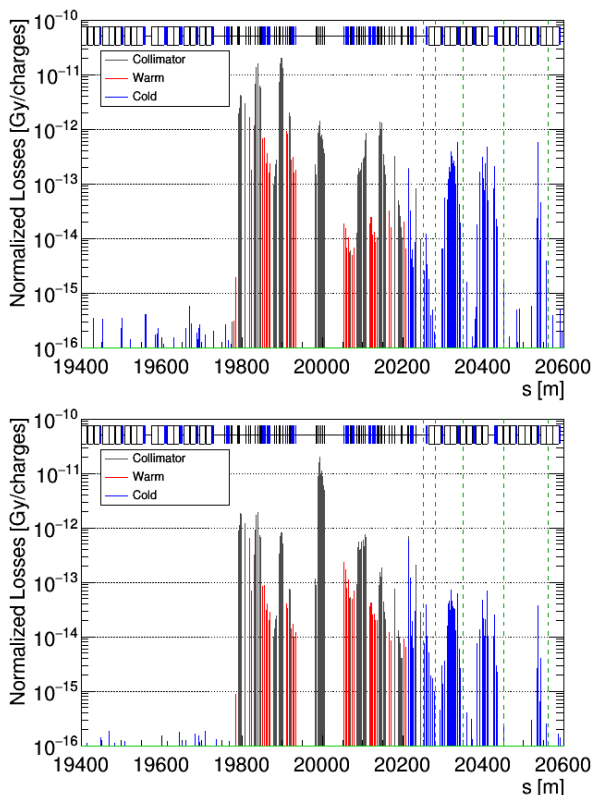 Normalized Losses [Gy/charges]
10⁻¹⁰
10⁻¹¹
10⁻¹²
10⁻¹³
10⁻¹⁴
10⁻¹⁵
10⁻¹⁶
Collimator
Warm
Cold
19400 19600 19800 20000 20200 20400 20600
s [m]
Normalized Losses [Gy/charges]
10⁻¹⁰
10⁻¹¹
10⁻¹²
10⁻¹³
10⁻¹⁴
10⁻¹⁵
10⁻¹⁶
Collimator
Warm
Cold
19400 19600 19800 20000 20200 20400 20600
s [m]